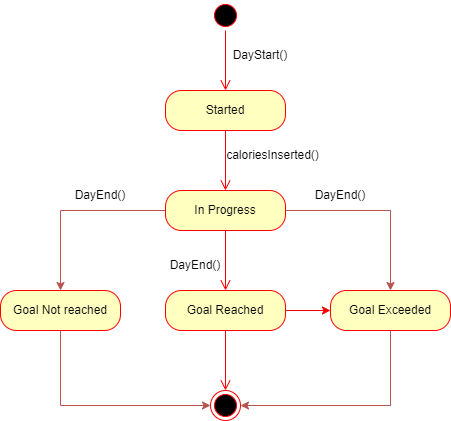 DayStart()
Started
caloriesInserted()
DayEnd()
DayEnd()
In Progress
DayEnd()
Goal Not reached
Goal Reached
Goal Exceeded